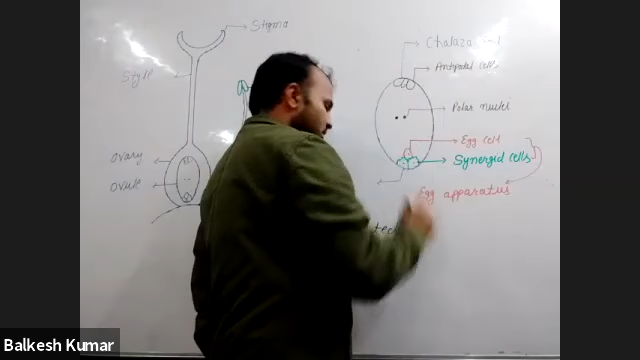 Stigma
Style
ovary
ovule
Chalaza
Antipodal cells
Polar nuclei
Egg cell
Synergid cells
Egg apparatus
Balkesh Kumar